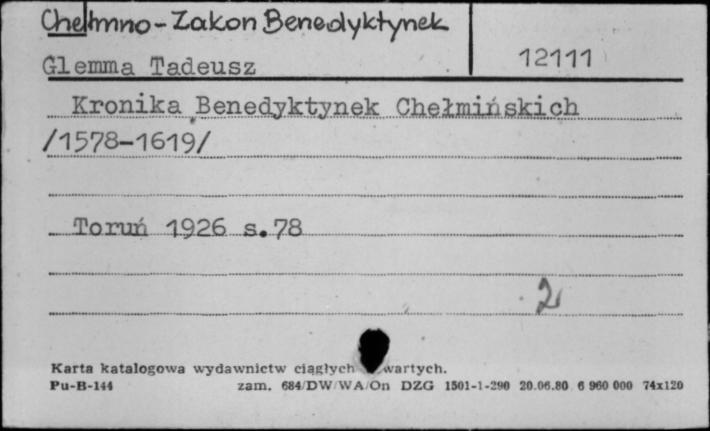 Chełmno - Zakon Benedyktynek
Glemma Tadeusz 12111
Kronika Benedyktynek Chełmińskich
/1578-1619/
Toruń 1926 s.78
2
Karta katalogowa wydawnictw ciągłych wartych.
Pu-B-144 zam. 684/DW/WA/On DZG 1501-1-290 20.06.80 6 960 000 74x120